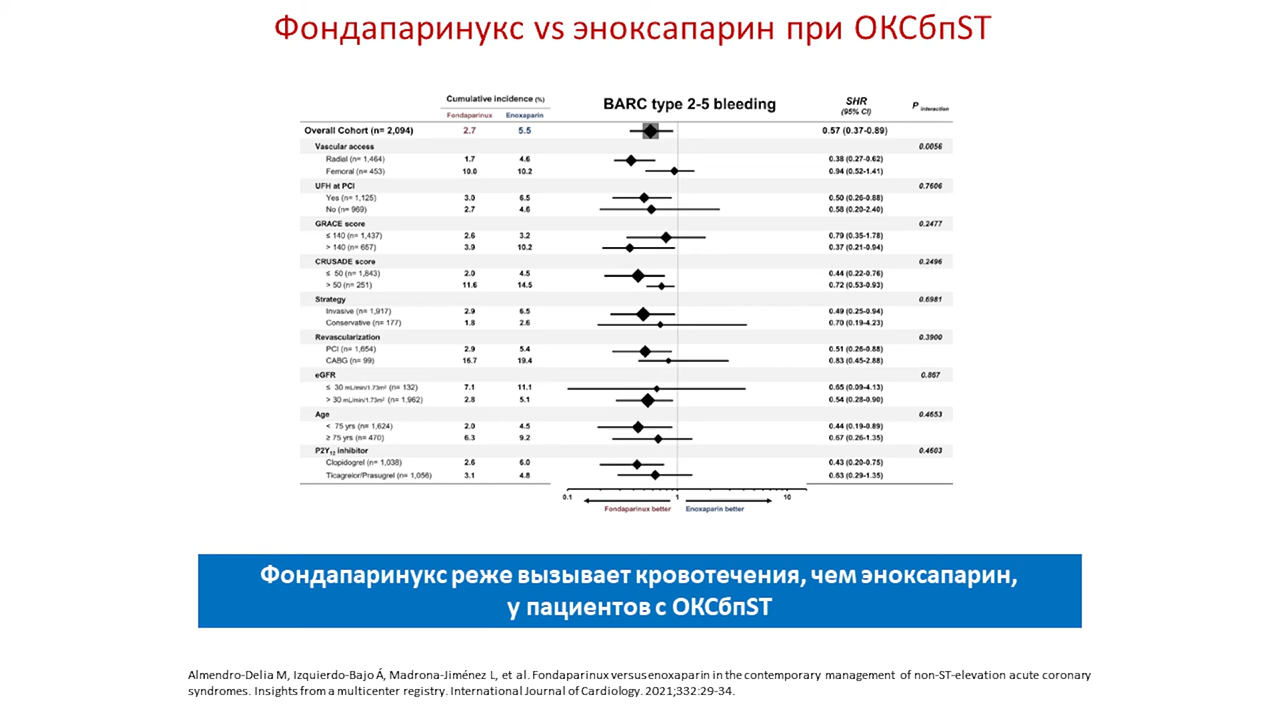 Фондапаринукс vs эноксапарин при ОКСбпST
Cumulative incidence (%)
BARC type 2-5 bleeding
SHR
(95% CI)
P interaction
Fondaparinux Enoxaparin
Overall Cohort (n= 2,094) 2.7 5.5 0.57 (0.37-0.89)
Vascular access 0.0056
Radial (n= 1,464) 1.7 4.6 0.38 (0.27-0.62)
Femoral (n= 453) 10.0 10.2 0.94 (0.52-1.41)
UFH at PCI 0.7606
Yes (n= 1,125) 3.0 6.5 0.50 (0.26-0.88)
No (n= 969) 2.7 4.6 0.58 (0.20-2.40)
GRACE score 0.2477
≤ 140 (n= 1,437) 2.6 3.2 0.79 (0.35-1.78)
> 140 (n= 657) 3.9 10.2 0.37 (0.21-0.94)
CRUSADE score 0.2496
≤ 50 (n= 1,843) 2.0 4.5 0.44 (0.22-0.76)
> 50 (n= 251) 11.6 14.5 0.72 (0.53-0.93)
Strategy 0.6981
Invasive (n= 1,917) 2.9 6.5 0.49 (0.25-0.94)
Conservative (n= 177) 1.8 2.6 0.70 (0.19-4.23)
Revascularization 0.3900
PCI (n= 1,654) 2.9 5.4 0.51 (0.26-0.88)
CABG (n= 99) 16.7 19.4 0.83 (0.45-2.88)
eGFR 0.867
≤ 30 mL/min/1.73m² (n= 132) 7.1 11.1 0.65 (0.09-4.13)
> 30 mL/min/1.73m² (n= 1,962) 2.8 5.1 0.54 (0.28-0.90)
Age 0.4653
< 75 yrs (n= 1,624) 2.0 4.5 0.44 (0.19-0.89)
≥ 75 yrs (n= 470) 6.3 9.2 0.67 (0.26-1.35)
P2Y₁₂ inhibitor 0.4603
Clopidogrel (n= 1,038) 2.6 6.0 0.43 (0.20-0.75)
Ticagrelor/Prasugrel (n= 1,056) 3.1 4.8 0.63 (0.29-1.35)
0.1 1 10
Fondaparinux better Enoxaparin better
Фондапаринукс реже вызывает кровотечения, чем эноксапарин,
у пациентов с ОКСбпST
Almendro-Delia M, Izquierdo-Bajo Á, Madrona-Jiménez L, et al. Fondaparinux versus enoxaparin in the contemporary management of non-ST-elevation acute coronary
syndromes. Insights from a multicenter registry. International Journal of Cardiology. 2021;332:29-34.